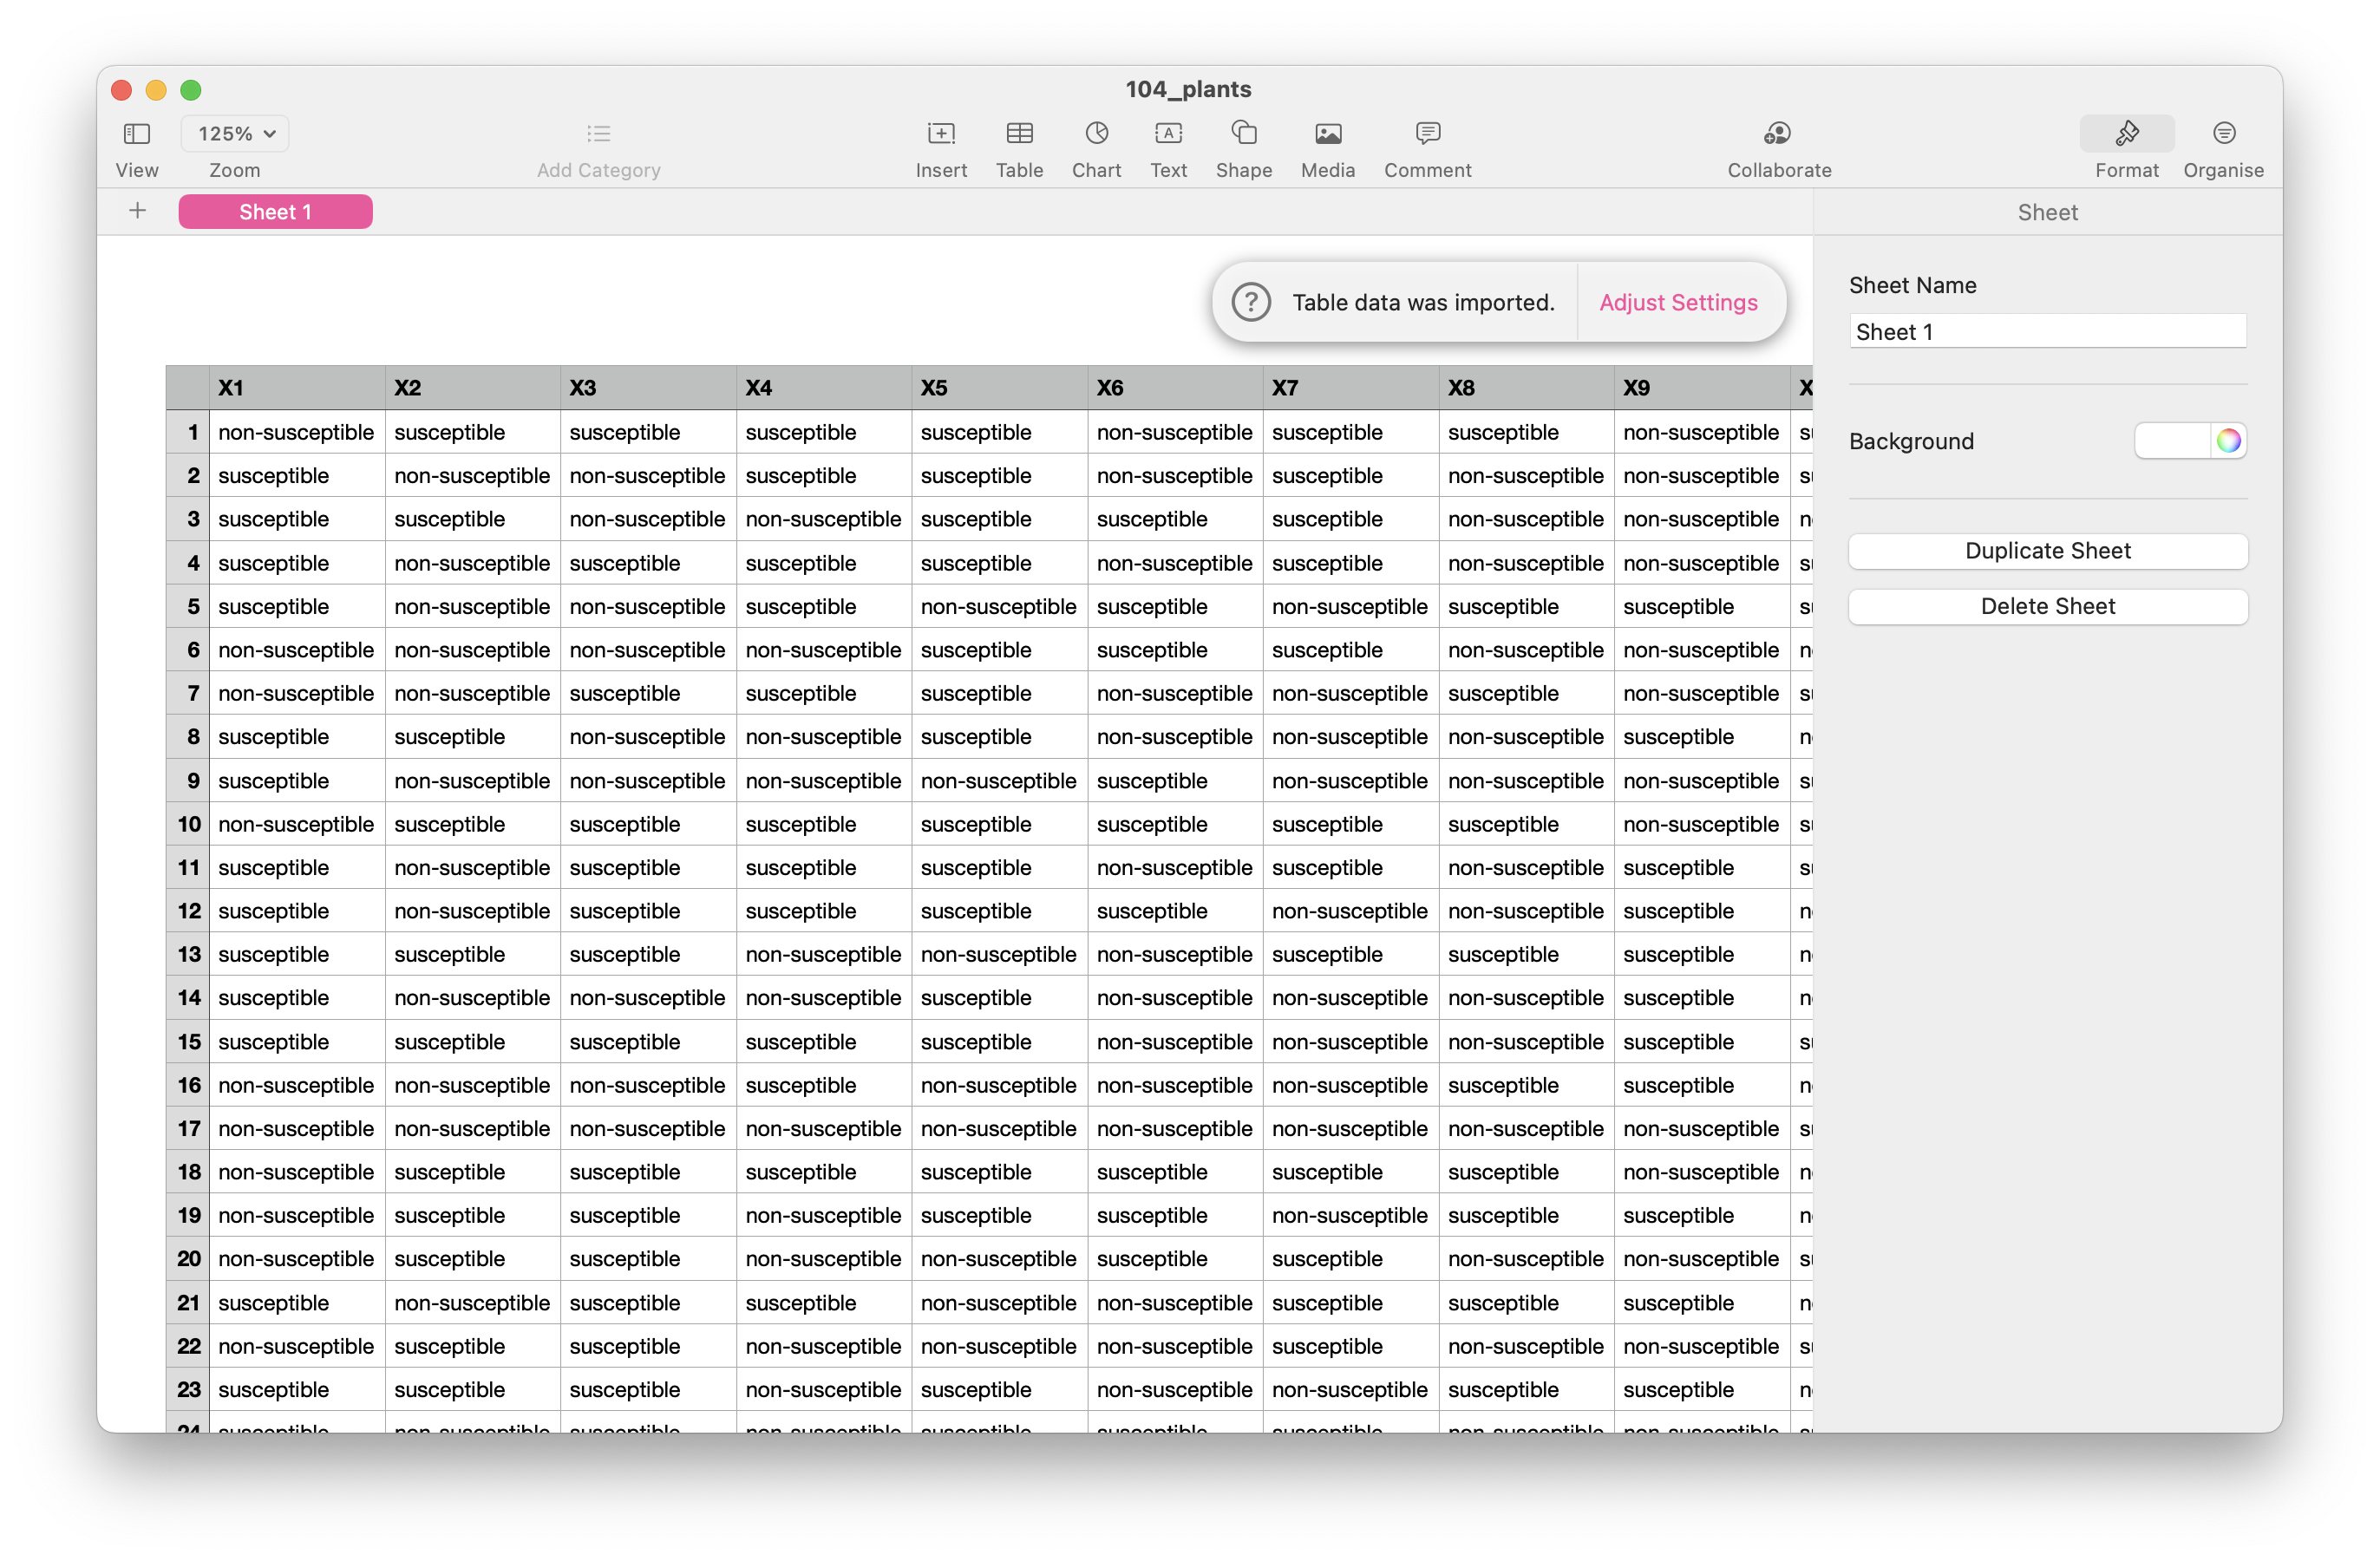 104_plants
View 125% Zoom Add Category Insert Table Chart Text Shape Media Comment Collaborate Format Organise
Sheet 1 Sheet
? Table data was imported. Adjust Settings
Sheet Name
Sheet 1
Background
Duplicate Sheet
Delete Sheet
X1 X2 X3 X4 X5 X6 X7 X8 X9
1 non-susceptible susceptible susceptible susceptible susceptible non-susceptible susceptible susceptible non-susceptible
2 susceptible non-susceptible non-susceptible susceptible susceptible non-susceptible susceptible non-susceptible non-susceptible
3 susceptible susceptible non-susceptible non-susceptible susceptible susceptible susceptible non-susceptible non-susceptible
4 susceptible non-susceptible susceptible susceptible susceptible non-susceptible susceptible non-susceptible non-susceptible
5 susceptible non-susceptible non-susceptible susceptible non-susceptible susceptible non-susceptible susceptible susceptible
6 non-susceptible non-susceptible non-susceptible non-susceptible susceptible susceptible susceptible non-susceptible non-susceptible
7 non-susceptible non-susceptible susceptible susceptible susceptible non-susceptible non-susceptible susceptible non-susceptible
8 susceptible susceptible non-susceptible non-susceptible susceptible non-susceptible non-susceptible non-susceptible susceptible
9 susceptible non-susceptible non-susceptible non-susceptible non-susceptible susceptible non-susceptible non-susceptible non-susceptible
10 non-susceptible susceptible susceptible susceptible susceptible susceptible susceptible susceptible non-susceptible
11 susceptible non-susceptible susceptible susceptible susceptible non-susceptible susceptible non-susceptible susceptible
12 susceptible non-susceptible susceptible susceptible susceptible susceptible non-susceptible non-susceptible susceptible
13 susceptible susceptible susceptible non-susceptible non-susceptible non-susceptible susceptible susceptible susceptible
14 susceptible non-susceptible non-susceptible non-susceptible susceptible non-susceptible non-susceptible non-susceptible susceptible
15 susceptible susceptible susceptible susceptible susceptible non-susceptible non-susceptible non-susceptible susceptible
16 non-susceptible non-susceptible non-susceptible susceptible non-susceptible non-susceptible non-susceptible susceptible susceptible
17 non-susceptible non-susceptible non-susceptible non-susceptible non-susceptible non-susceptible non-susceptible non-susceptible non-susceptible
18 non-susceptible susceptible susceptible susceptible susceptible susceptible susceptible susceptible non-susceptible
19 non-susceptible susceptible susceptible non-susceptible susceptible susceptible non-susceptible susceptible susceptible
20 non-susceptible susceptible susceptible non-susceptible non-susceptible susceptible susceptible non-susceptible non-susceptible
21 susceptible non-susceptible susceptible susceptible non-susceptible non-susceptible susceptible susceptible susceptible
22 non-susceptible susceptible susceptible non-susceptible non-susceptible non-susceptible susceptible non-susceptible non-susceptible
23 susceptible susceptible susceptible non-susceptible susceptible non-susceptible non-susceptible susceptible susceptible